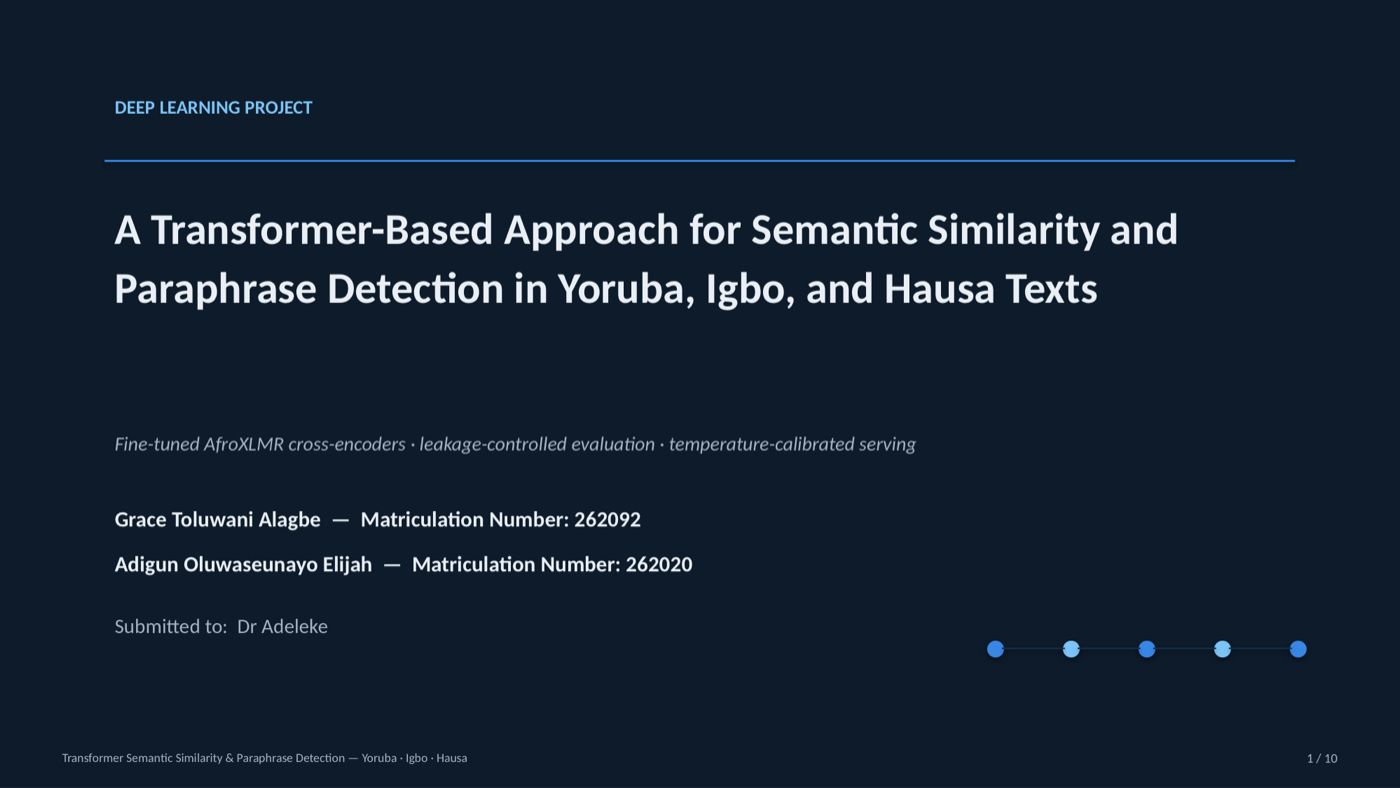 DEEP LEARNING PROJECT
A Transformer-Based Approach for Semantic Similarity and
Paraphrase Detection in Yoruba, Igbo, and Hausa Texts
Fine-tuned AfroXLMR cross-encoders · leakage-controlled evaluation · temperature-calibrated serving
Grace Toluwani Alagbe — Matriculation Number: 262092
Adigun Oluwaseunayo Elijah — Matriculation Number: 262020
Submitted to: Dr Adeleke
Transformer Semantic Similarity & Paraphrase Detection — Yoruba · Igbo · Hausa
1 / 10